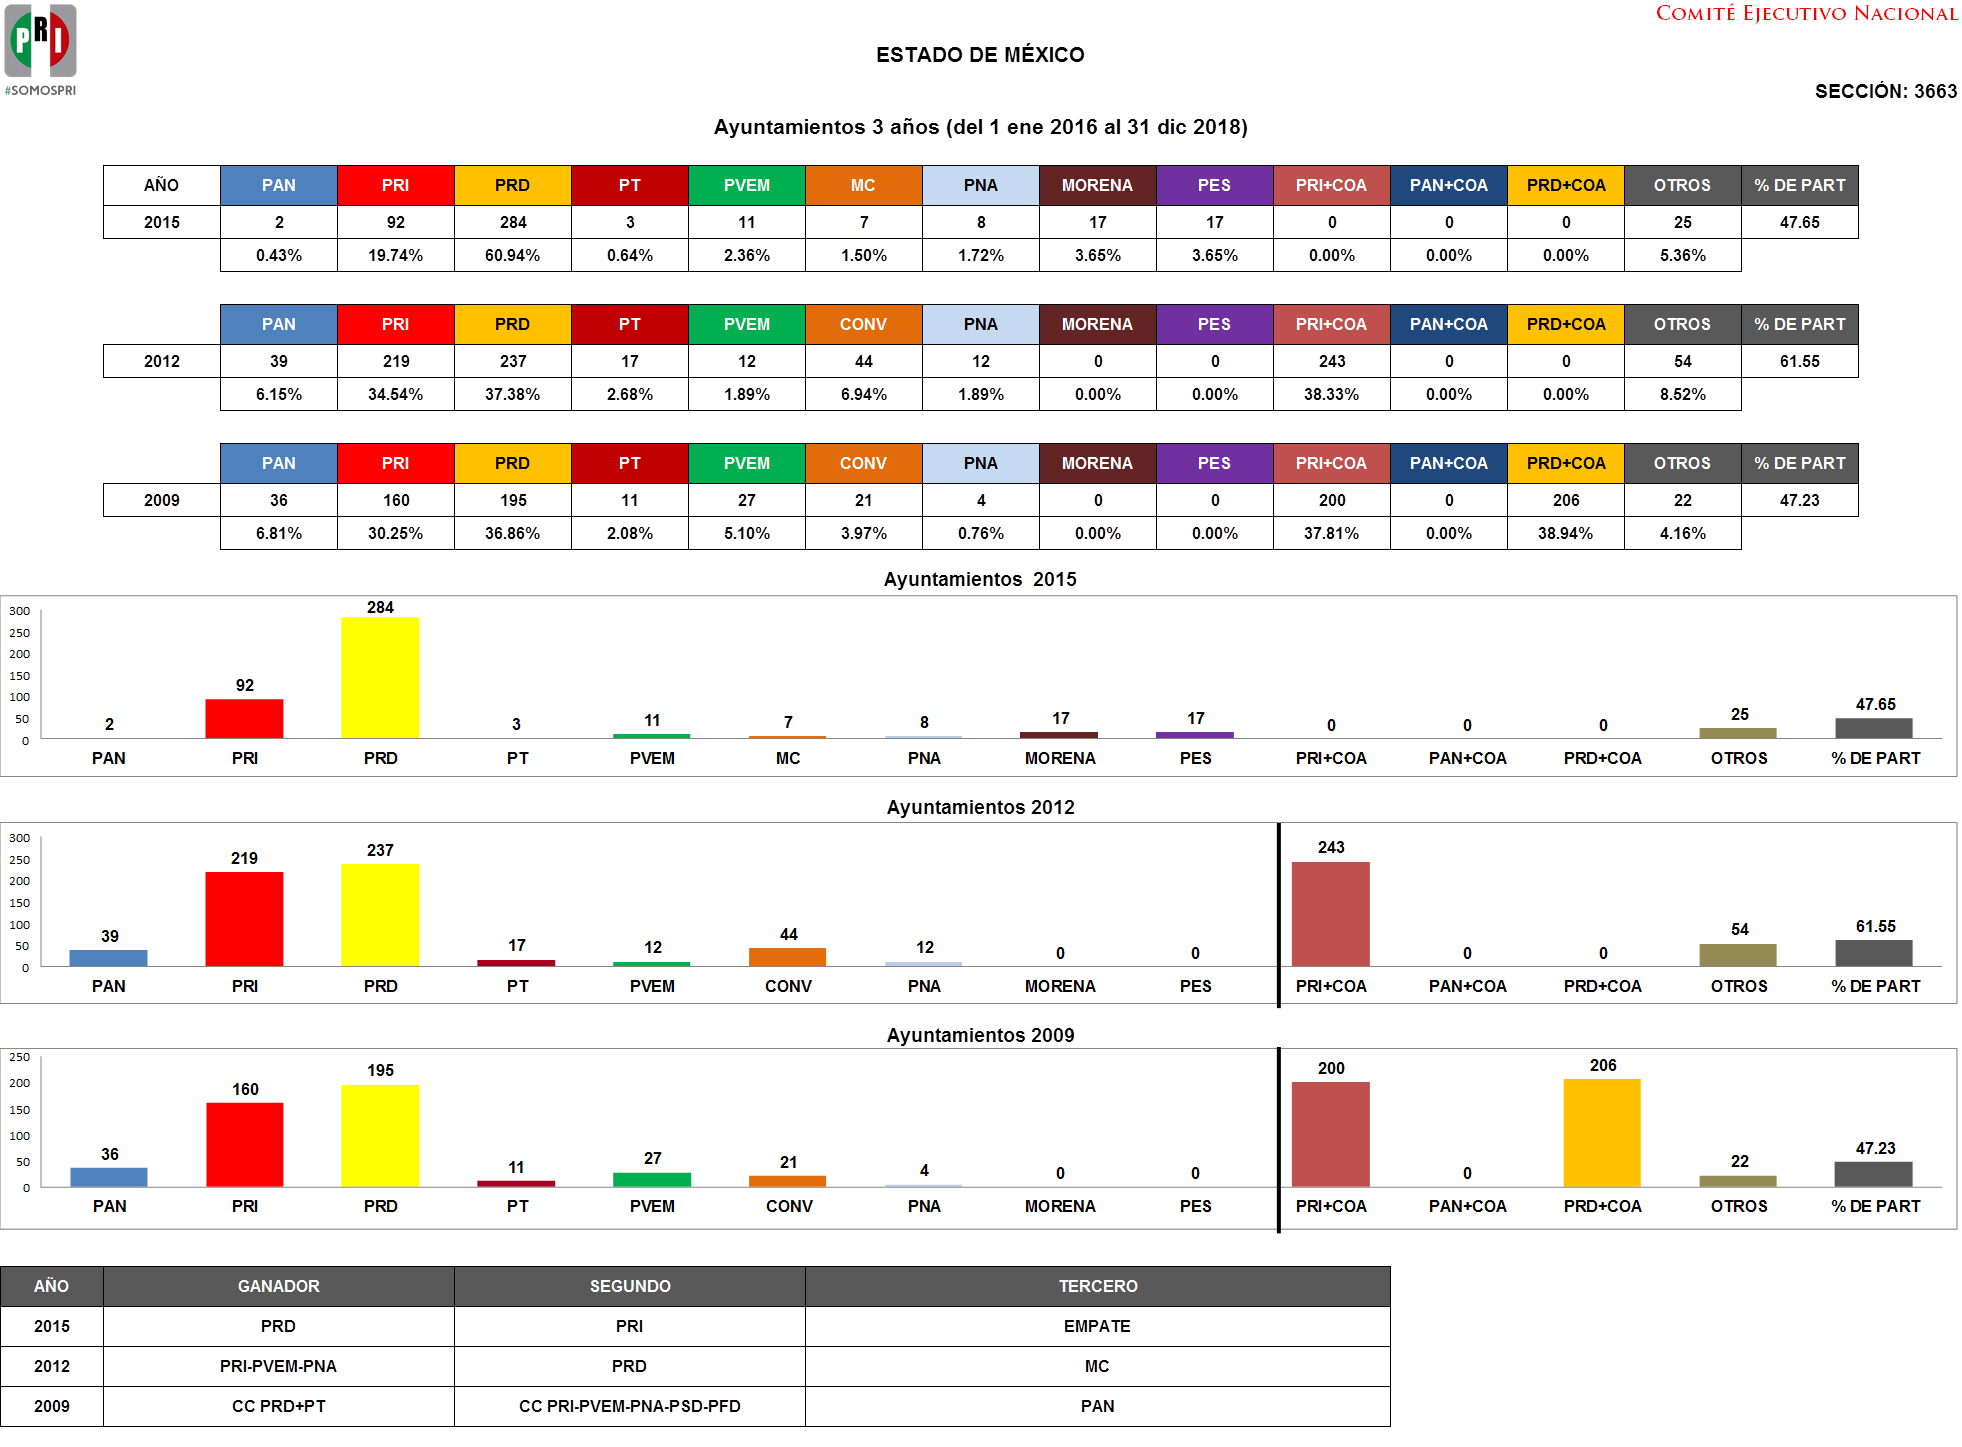 PRI
#SOMOSPRI
COMITÉ EJECUTIVO NACIONAL
ESTADO DE MÉXICO
SECCIÓN: 3663
Ayuntamientos 3 años (del 1 ene 2016 al 31 dic 2018)
AÑO PAN PRI PRD PT PVEM MC PNA MORENA PES PRI+COA PAN+COA PRD+COA OTROS % DE PART
2015 2 92 284 3 11 7 8 17 17 0 0 0 25 47.65
0.43% 19.74% 60.94% 0.64% 2.36% 1.50% 1.72% 3.65% 3.65% 0.00% 0.00% 0.00% 5.36%
PAN PRI PRD PT PVEM CONV PNA MORENA PES PRI+COA PAN+COA PRD+COA OTROS % DE PART
2012 39 219 237 17 12 44 12 0 0 243 0 0 54 61.55
6.15% 34.54% 37.38% 2.68% 1.89% 6.94% 1.89% 0.00% 0.00% 38.33% 0.00% 0.00% 8.52%
PAN PRI PRD PT PVEM CONV PNA MORENA PES PRI+COA PAN+COA PRD+COA OTROS % DE PART
2009 36 160 195 11 27 21 4 0 0 200 0 206 22 47.23
6.81% 30.25% 36.86% 2.08% 5.10% 3.97% 0.76% 0.00% 0.00% 37.81% 0.00% 38.94% 4.16%
Ayuntamientos 2015
300
250
200
150
100
50
0
2 92 284 3 11 7 8 17 17 0 0 0 25 47.65
PAN PRI PRD PT PVEM MC PNA MORENA PES PRI+COA PAN+COA PRD+COA OTROS % DE PART
Ayuntamientos 2012
300
250
200
150
100
50
0
39 219 237 17 12 44 12 0 0 243 0 0 54 61.55
PAN PRI PRD PT PVEM CONV PNA MORENA PES PRI+COA PAN+COA PRD+COA OTROS % DE PART
Ayuntamientos 2009
250
200
150
100
50
0
36 160 195 11 27 21 4 0 0 200 0 206 22 47.23
PAN PRI PRD PT PVEM CONV PNA MORENA PES PRI+COA PAN+COA PRD+COA OTROS % DE PART
AÑO GANADOR SEGUNDO TERCERO
2015 PRD PRI EMPATE
2012 PRI-PVEM-PNA PRD MC
2009 CC PRD+PT CC PRI-PVEM-PNA-PSD-PFD PAN